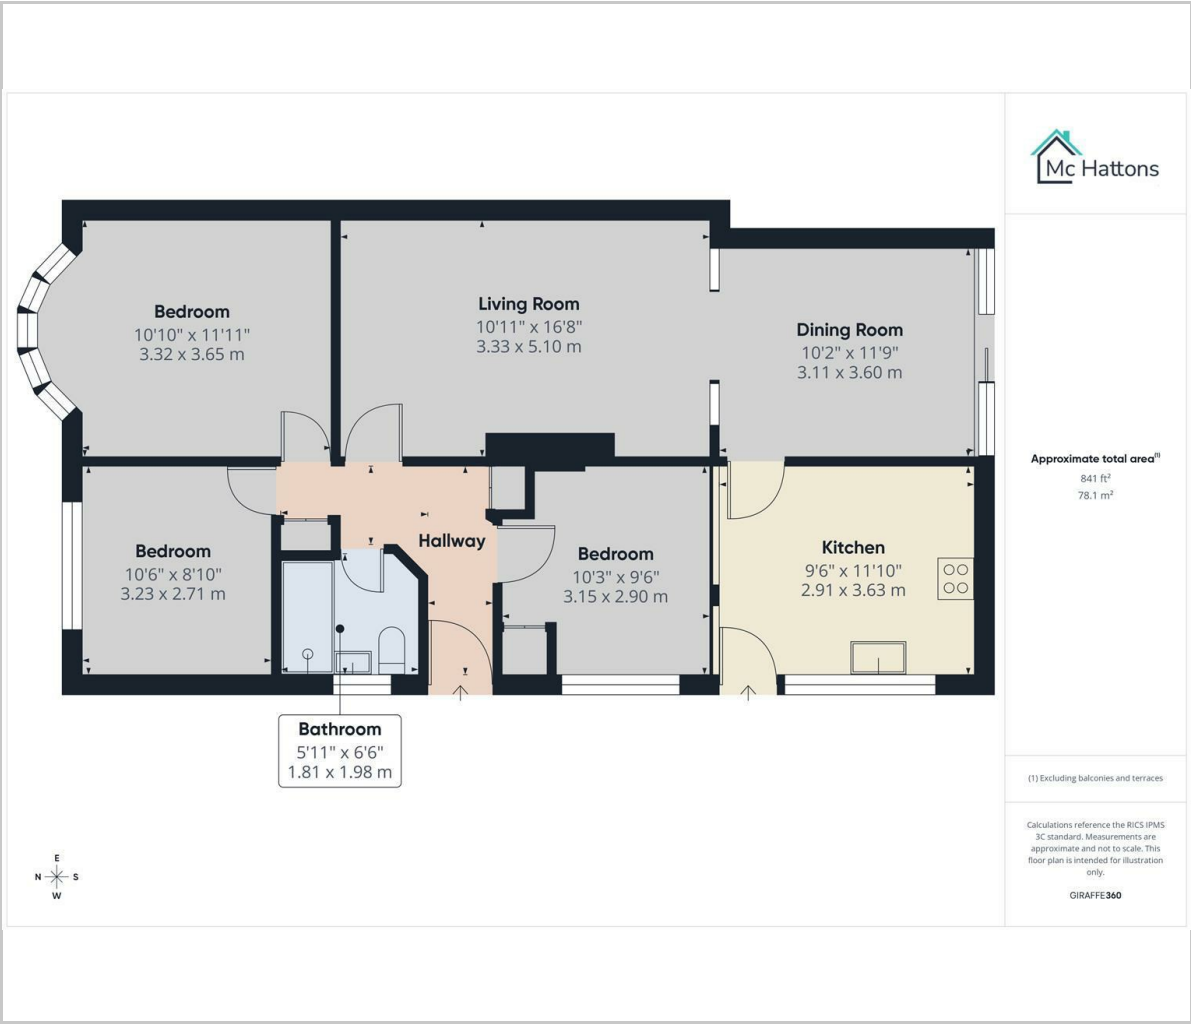 Mc Hattons
Bedroom
10'10" x 11'11"
3.32 x 3.65 m
Living Room
10'11" x 16'8"
3.33 x 5.10 m
Dining Room
10'2" x 11'9"
3.11 x 3.60 m
Bedroom
10'6" x 8'10"
3.23 x 2.71 m
Hallway
Bedroom
10'3" x 9'6"
3.15 x 2.90 m
Kitchen
9'6" x 11'10"
2.91 x 3.63 m
Bathroom
5'11" x 6'6"
1.81 x 1.98 m
E
N S
W
Approximate total area(1)
841 ft²
78.1 m²
(1) Excluding balconies and terraces
Calculations reference the RICS IPMS
3C standard. Measurements are
approximate and not to scale. This
floor plan is intended for illustration
only.
GIRAFFE360